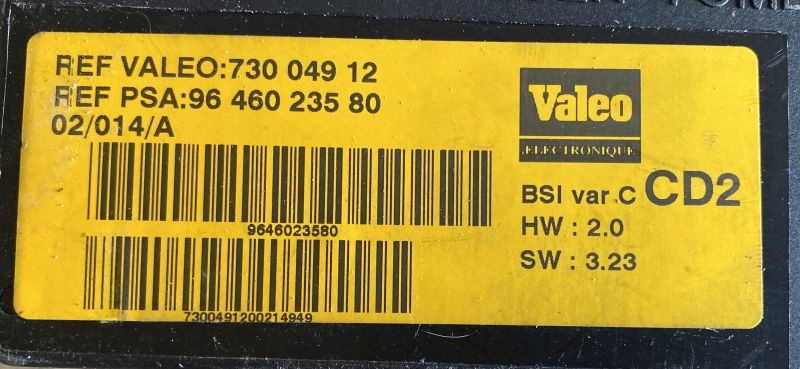 REF VALEO:730 049 12
REF PSA:96 460 235 80
02/014/A
9646023580
7300491200214949
Valeo
ELECTRONIQUE
BSI var C CD2
HW : 2.0
SW : 3.23